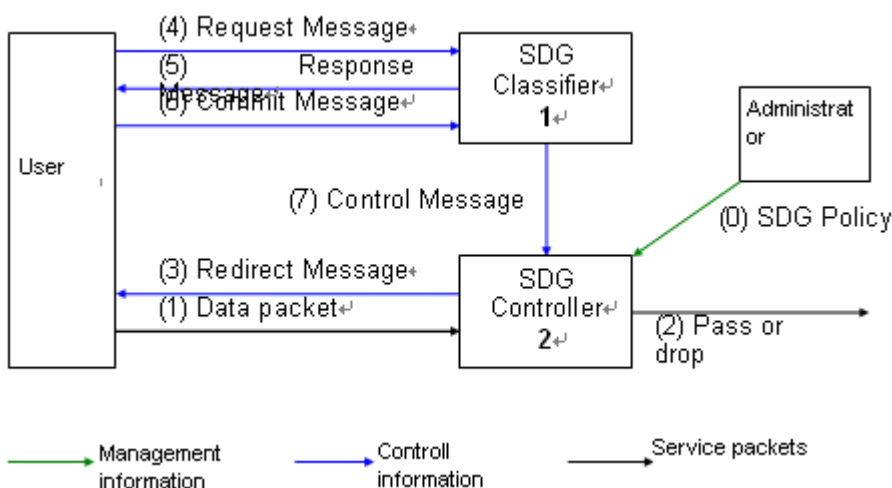 (4) Request Message
(5) Response
Message
(6) Commit Message
SDG
Classifier
1
Administrat
or
User
(7) Control Message
(0) SDG Policy
(3) Redirect Message
(1) Data packet
SDG
Controller
2
(2) Pass or
drop
Management
information
Controll
information
Service packets